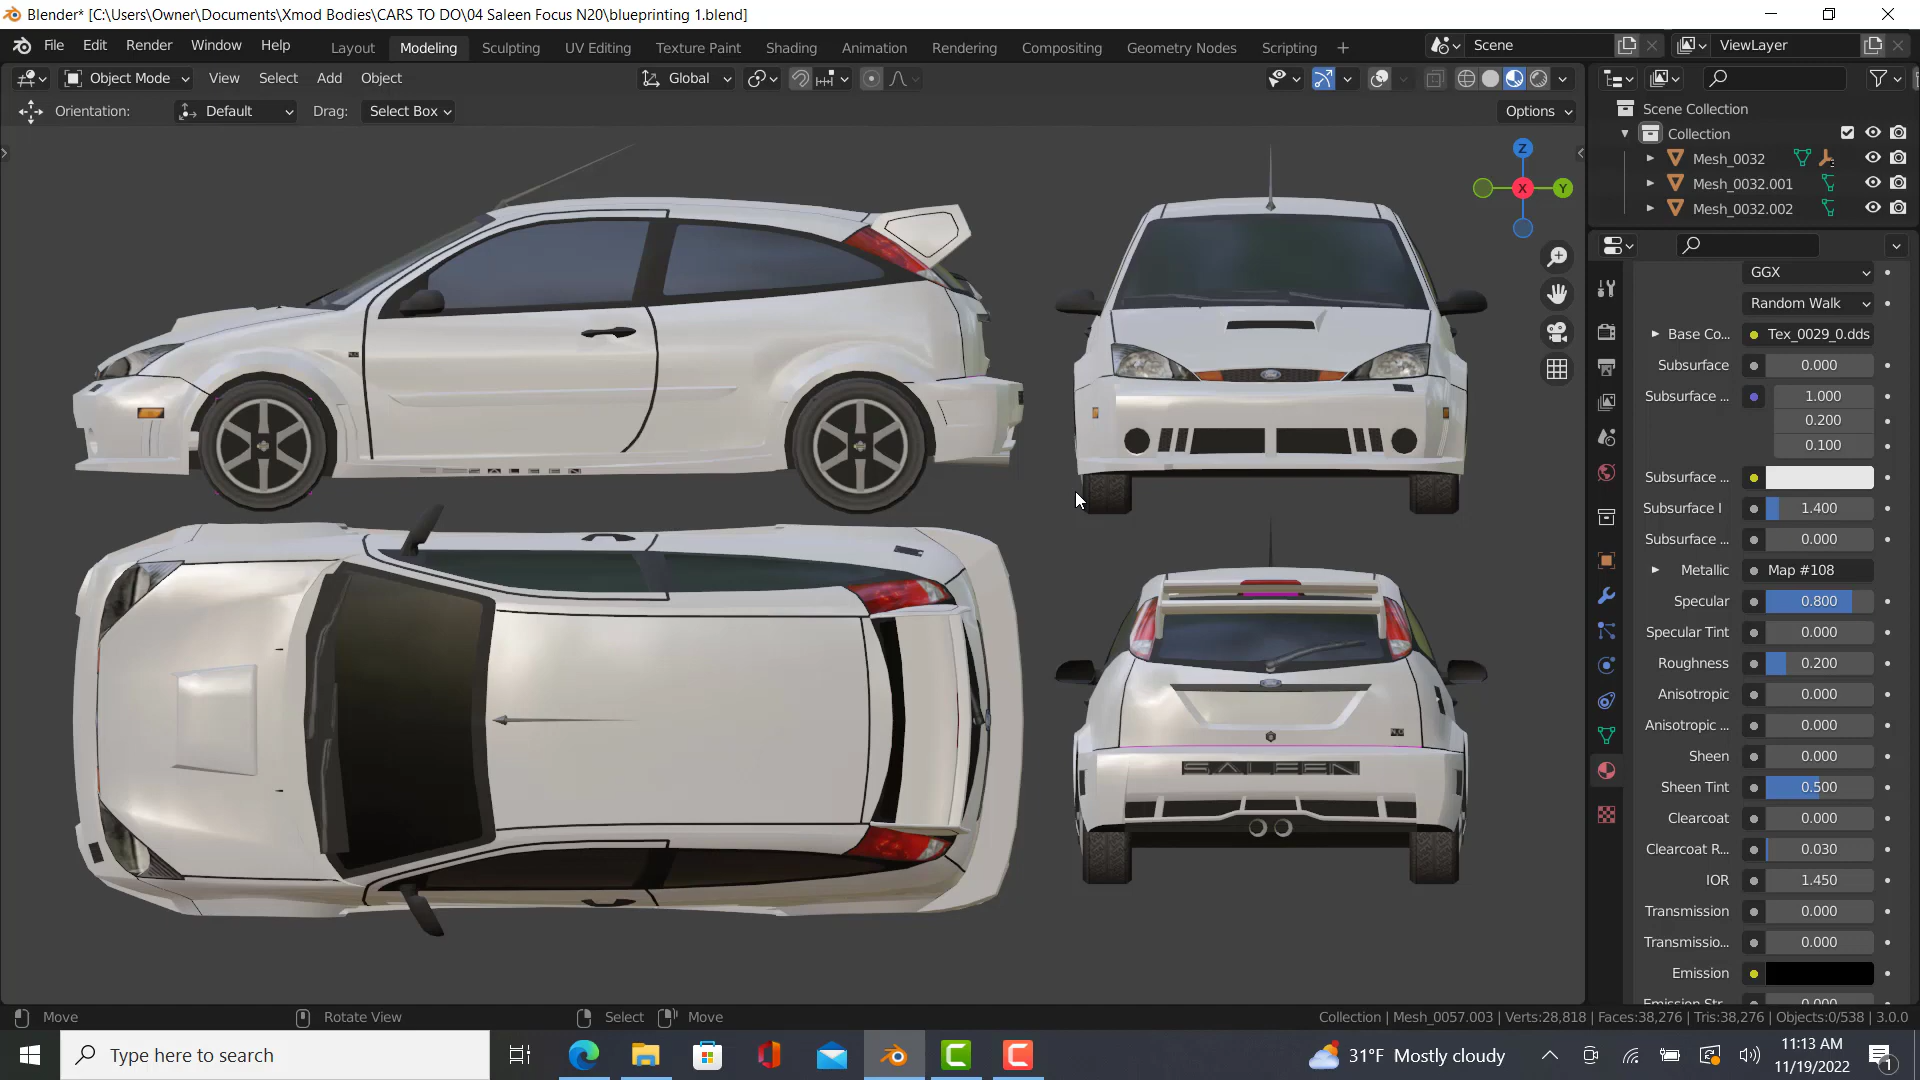 Blender* [C:\Users\Owner\Documents\Xmod Bodies\CARS TO DO\04 Saleen Focus N20\blueprinting 1.blend]
File Edit Render Window Help
Layout Modeling Sculpting UV Editing Texture Paint Shading Animation Rendering Compositing Geometry Nodes Scripting +
Scene ViewLayer
Object Mode View Select Add Object Global
Orientation: Default Drag: Select Box Options
Scene Collection
Collection
Mesh_0032
Mesh_0032.001
Mesh_0032.002
Z
X
Y
GGX
Random Walk
Base Co... Tex_0029_0.dds
Subsurface 0.000
Subsurface ... 1.000
0.200
0.100
Subsurface ...
Subsurface I 1.400
Subsurface ... 0.000
Metallic Map #108
Specular 0.800
Specular Tint 0.000
Roughness 0.200
Anisotropic 0.000
Anisotropic ... 0.000
Sheen 0.000
Sheen Tint 0.500
Clearcoat 0.000
Clearcoat R... 0.030
IOR 1.450
Transmission 0.000
Transmissio... 0.000
Emission
Emission Str... 0.000
SALEEN
SALEEN
Move Rotate View Select Move
Collection | Mesh_0057.003 | Verts:28,818 | Faces:38,276 | Tris:38,276 | Objects:0/538 | 3.0.0
Type here to search
31°F Mostly cloudy
11:13 AM
11/19/2022
1